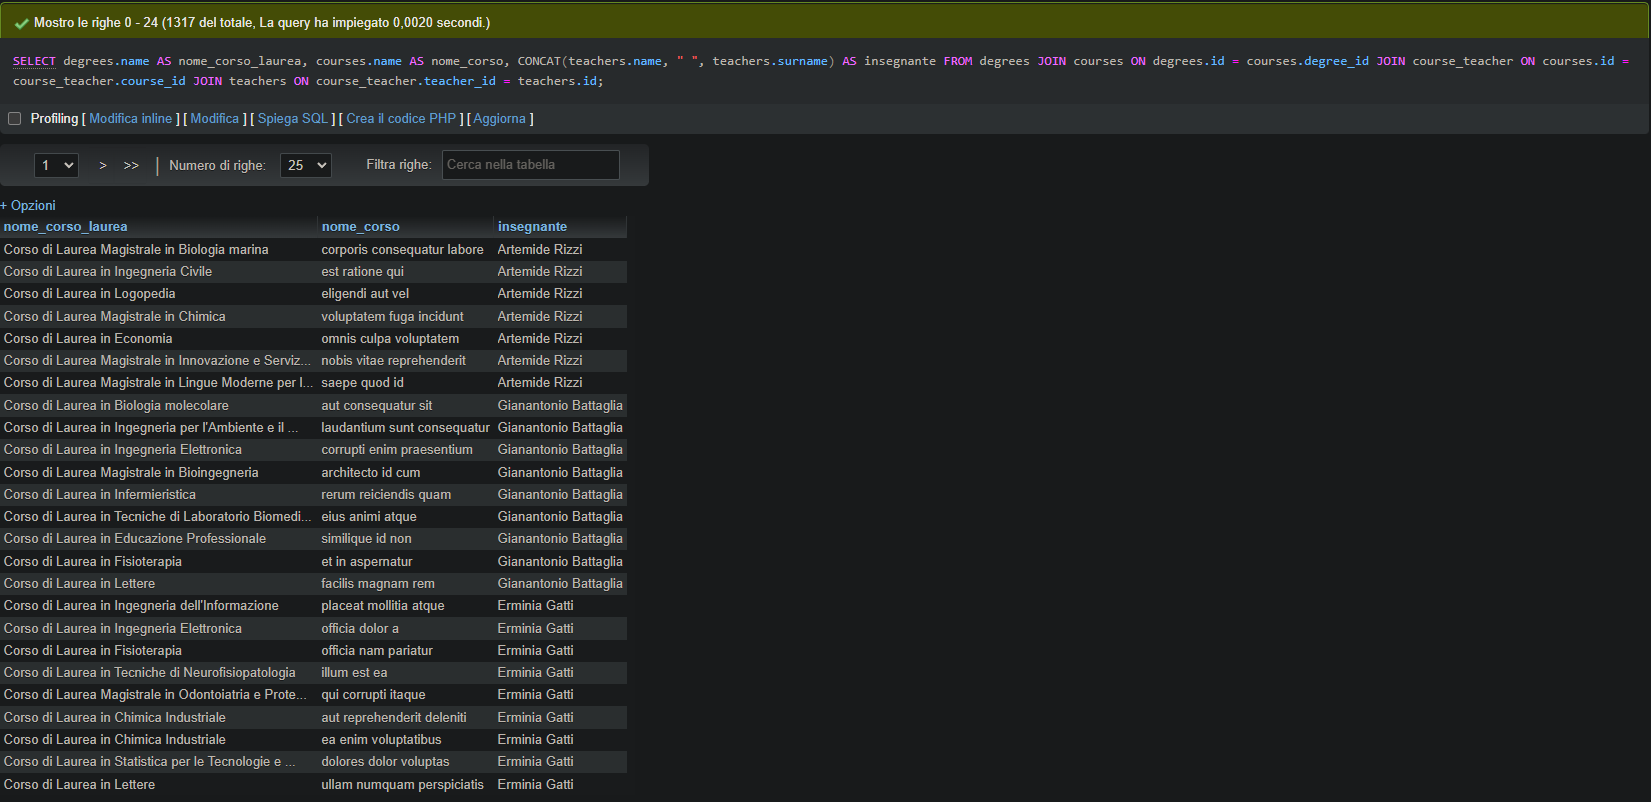 Mostro le righe 0 - 24 (1317 del totale, La query ha impiegato 0,0020 secondi.)
SELECT degrees.name AS nome_corso_laurea, courses.name AS nome_corso, CONCAT(teachers.name, " ", teachers.surname) AS insegnante FROM degrees JOIN courses ON degrees.id = courses.degree_id JOIN course_teacher ON courses.id =
course_teacher.course_id JOIN teachers ON course_teacher.teacher_id = teachers.id;
Profiling [ Modifica inline ] [ Modifica ] [ Spiega SQL ] [ Crea il codice PHP ] [ Aggiorna ]
1 > >> | Numero di righe: 25 Filtra righe: Cerca nella tabella
+ Opzioni
nome_corso_laurea nome_corso insegnante
Corso di Laurea Magistrale in Biologia marina corporis consequatur labore Artemide Rizzi
Corso di Laurea in Ingegneria Civile est ratione qui Artemide Rizzi
Corso di Laurea in Logopedia eligendi aut vel Artemide Rizzi
Corso di Laurea Magistrale in Chimica voluptatem fuga incidunt Artemide Rizzi
Corso di Laurea in Economia omnis culpa voluptatem Artemide Rizzi
Corso di Laurea Magistrale in Innovazione e Serviz... nobis vitae reprehenderit Artemide Rizzi
Corso di Laurea Magistrale in Lingue Moderne per l... saepe quod id Artemide Rizzi
Corso di Laurea in Biologia molecolare aut consequatur sit Gianantonio Battaglia
Corso di Laurea in Ingegneria per l'Ambiente e il ... laudantium sunt consequatur Gianantonio Battaglia
Corso di Laurea in Ingegneria Elettronica corrupti enim praesentium Gianantonio Battaglia
Corso di Laurea Magistrale in Bioingegneria architecto id cum Gianantonio Battaglia
Corso di Laurea in Infermieristica rerum reiciendis quam Gianantonio Battaglia
Corso di Laurea in Tecniche di Laboratorio Biomedi... eius animi atque Gianantonio Battaglia
Corso di Laurea in Educazione Professionale similique id non Gianantonio Battaglia
Corso di Laurea in Fisioterapia et in aspernatur Gianantonio Battaglia
Corso di Laurea in Lettere facilis magnam rem Gianantonio Battaglia
Corso di Laurea in Ingegneria dell'Informazione placeat mollitia atque Erminia Gatti
Corso di Laurea in Ingegneria Elettronica officia dolor a Erminia Gatti
Corso di Laurea in Fisioterapia officia nam pariatur Erminia Gatti
Corso di Laurea in Tecniche di Neurofisiopatologia illum est ea Erminia Gatti
Corso di Laurea Magistrale in Odontoiatria e Prote... qui corrupti itaque Erminia Gatti
Corso di Laurea in Chimica Industriale aut reprehenderit deleniti Erminia Gatti
Corso di Laurea in Chimica Industriale ea enim voluptatibus Erminia Gatti
Corso di Laurea in Statistica per le Tecnologie e ... dolores dolor voluptas Erminia Gatti
Corso di Laurea in Lettere ullam numquam perspiciatis Erminia Gatti